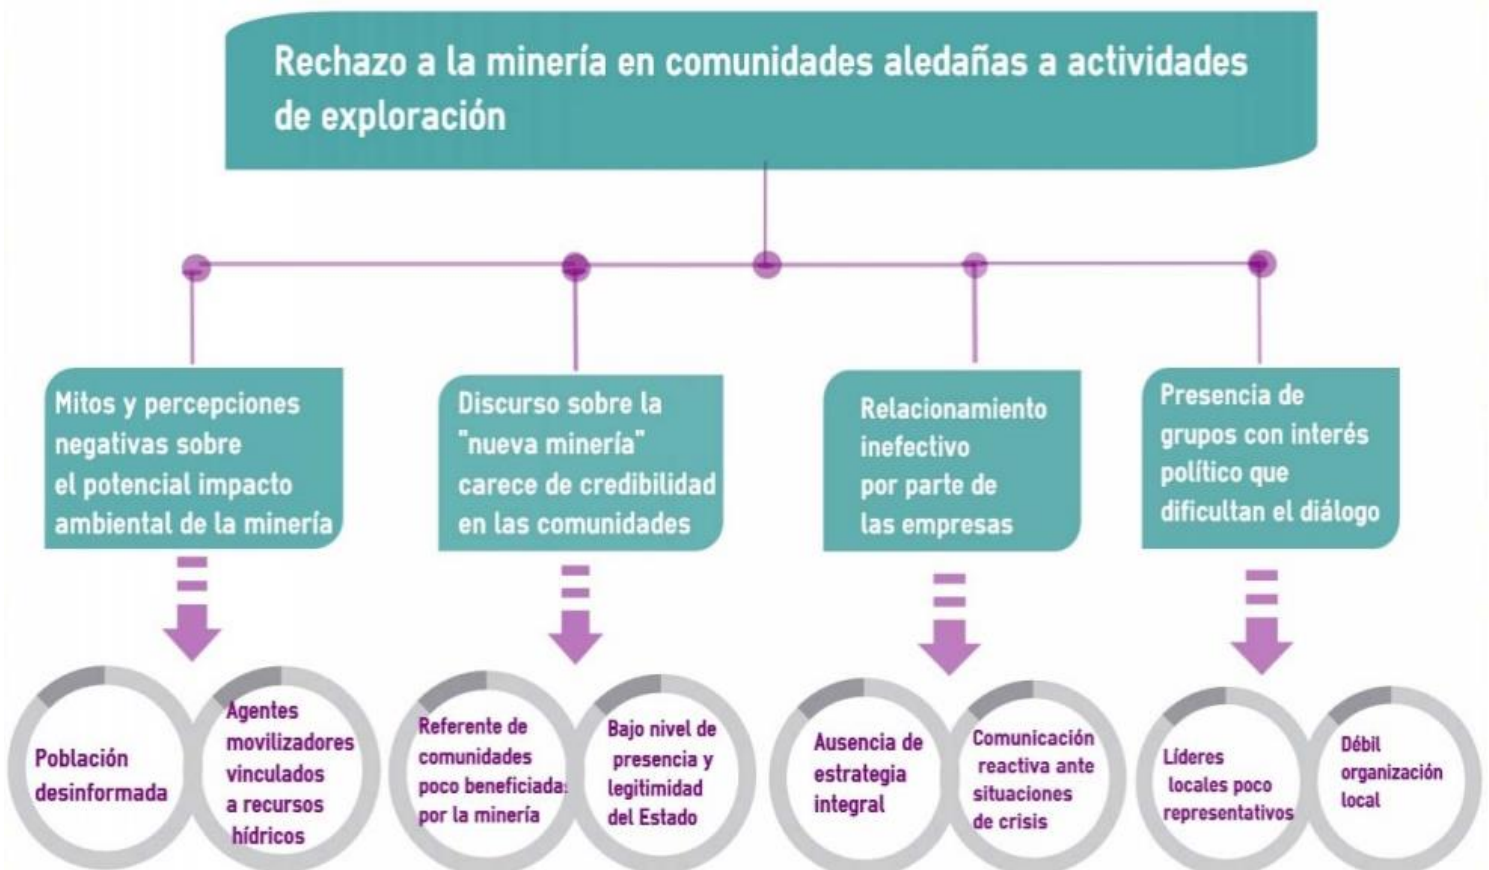 Rechazo a la minería en comunidades aledañas a actividades
de exploración
Mitos y percepciones
negativas sobre
el potencial impacto
ambiental de la minería
Discurso sobre la
"nueva minería"
carece de credibilidad
en las comunidades
Relacionamiento
inefectivo
por parte de
las empresas
Presencia de
grupos con interés
político que
dificultan el diálogo
Población
desinformada
Agentes
movilizadores
vinculados
a recursos
hídricos
Referente de
comunidades
poco beneficiadas
por la minería
Bajo nivel de
presencia y
legitimidad
del Estado
Ausencia de
estrategia
integral
Comunicación
reactiva ante
situaciones
de crisis
Líderes
locales poco
representativos
Débil
organización
local